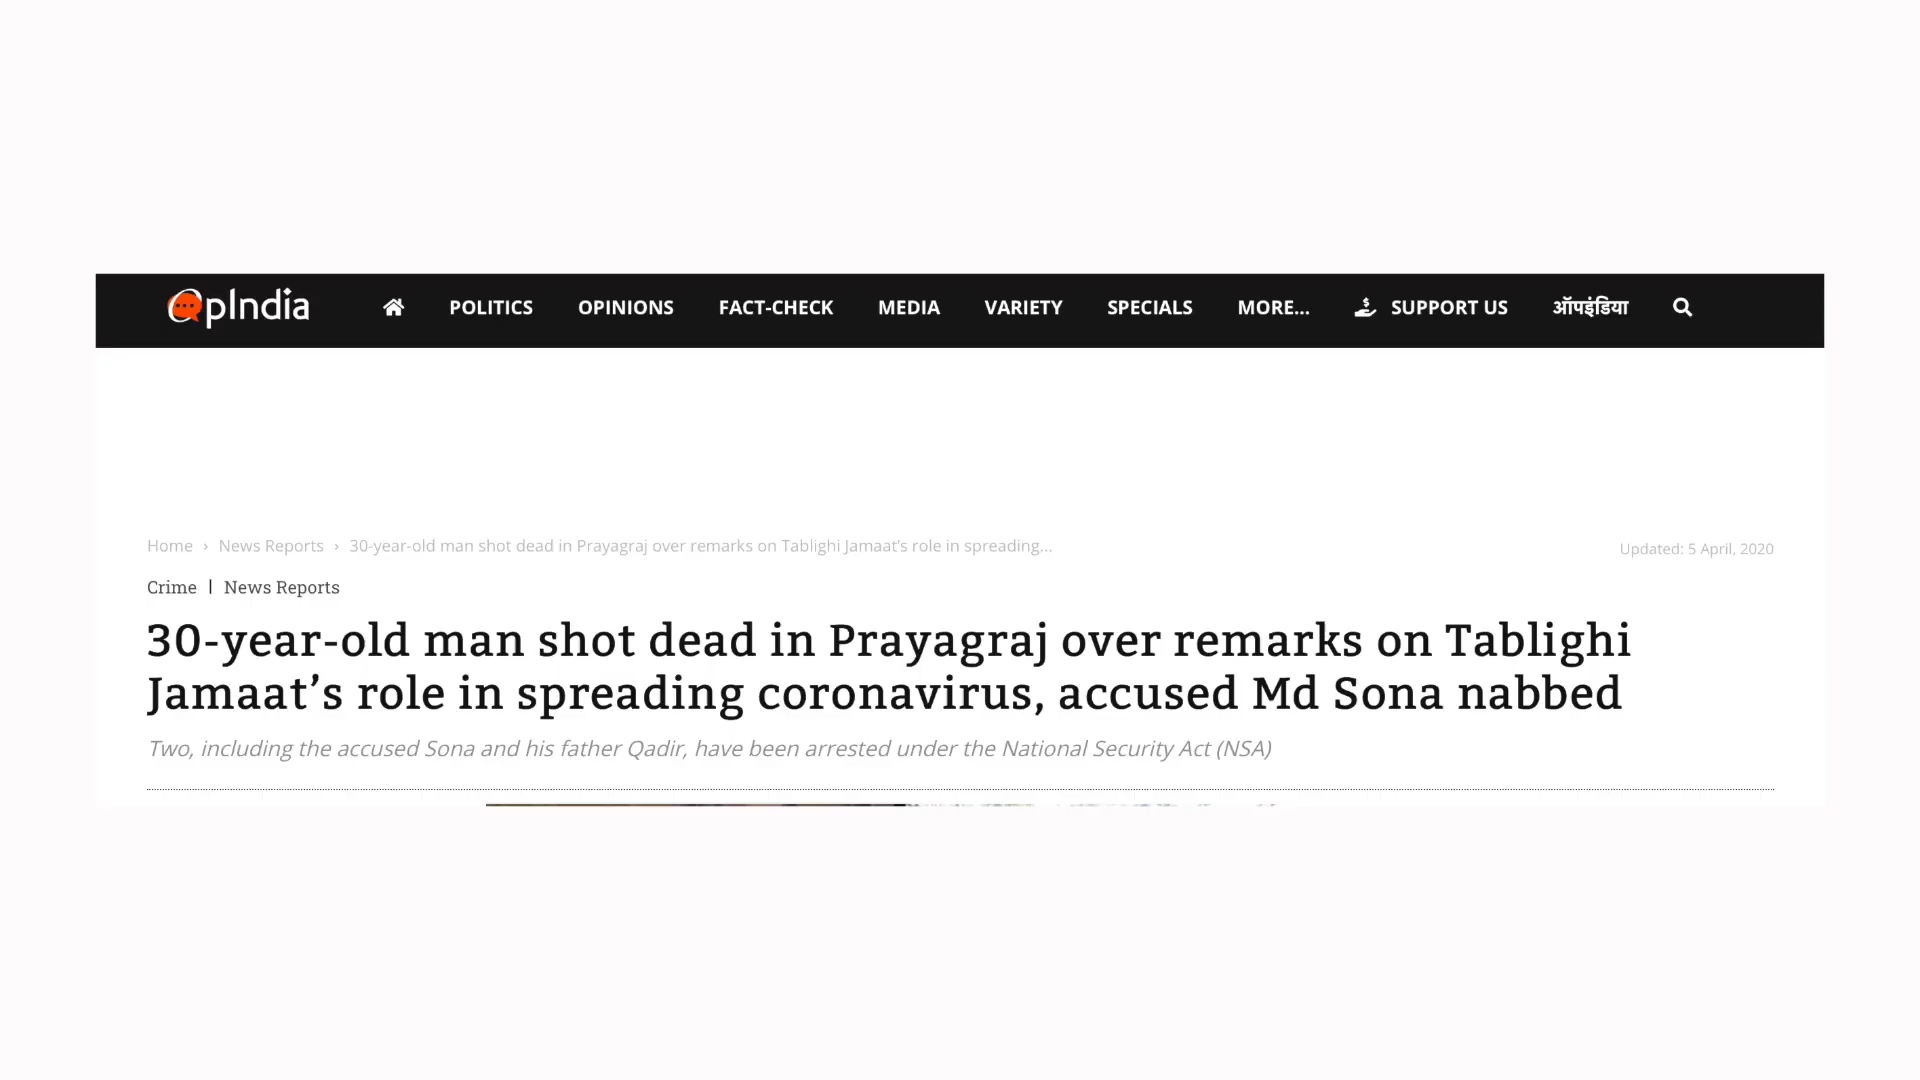 OpIndia POLITICS OPINIONS FACT-CHECK MEDIA VARIETY SPECIALS MORE... SUPPORT US ऑपइंडिया
Home › News Reports › 30-year-old man shot dead in Prayagraj over remarks on Tablighi Jamaat's role in spreading...
Updated: 5 April, 2020
Crime | News Reports
30-year-old man shot dead in Prayagraj over remarks on Tablighi
Jamaat’s role in spreading coronavirus, accused Md Sona nabbed
Two, including the accused Sona and his father Qadir, have been arrested under the National Security Act (NSA)